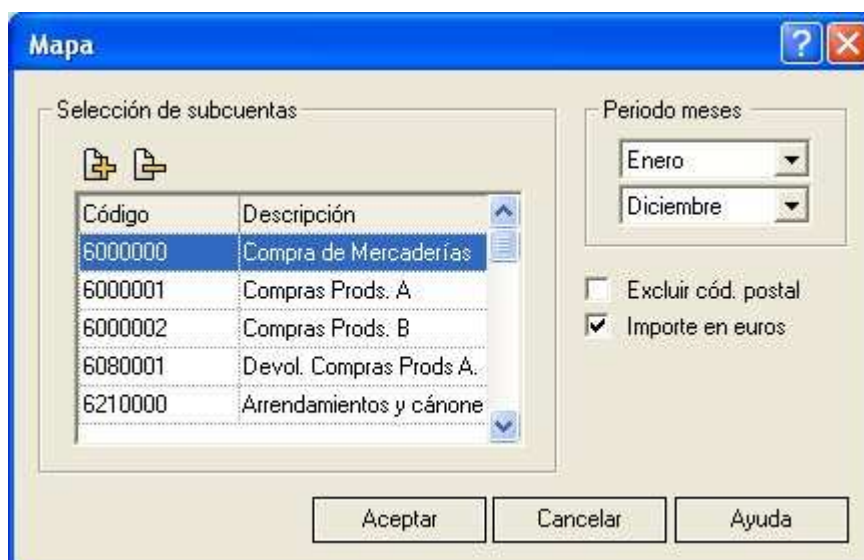 Mapa
Selección de subcuentas
Código Descripción
6000000 Compra de Mercaderías
6000001 Compras Prods. A
6000002 Compras Prods. B
6080001 Devol. Compras Prods A.
6210000 Arrendamientos y cánone
Periodo meses
Enero
Diciembre
Excluir cód. postal
Importe en euros
Aceptar Cancelar Ayuda